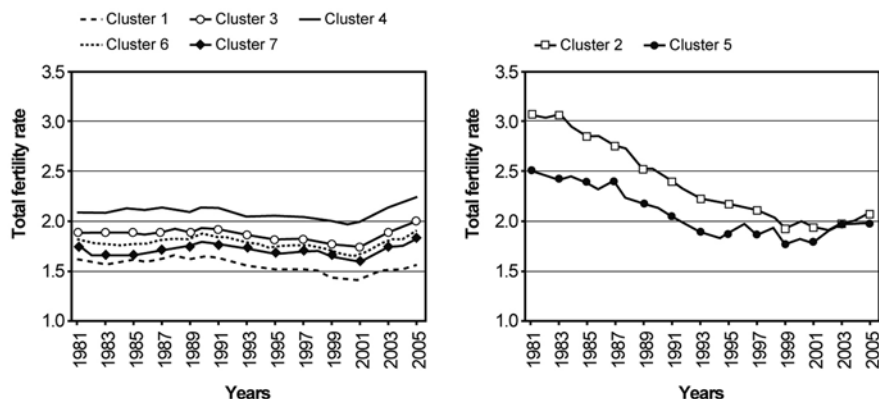 Cluster 1 Cluster 3 Cluster 4
Cluster 6 Cluster 7
Total fertility rate
3.5
3.0
2.5
2.0
1.5
1.0
1981 1983 1985 1987 1989 1991 1993 1995 1997 1999 2001 2003 2005
Years
Cluster 2 Cluster 5
Total fertility rate
3.5
3.0
2.5
2.0
1.5
1.0
1981 1983 1985 1987 1989 1991 1993 1995 1997 1999 2001 2003 2005
Years